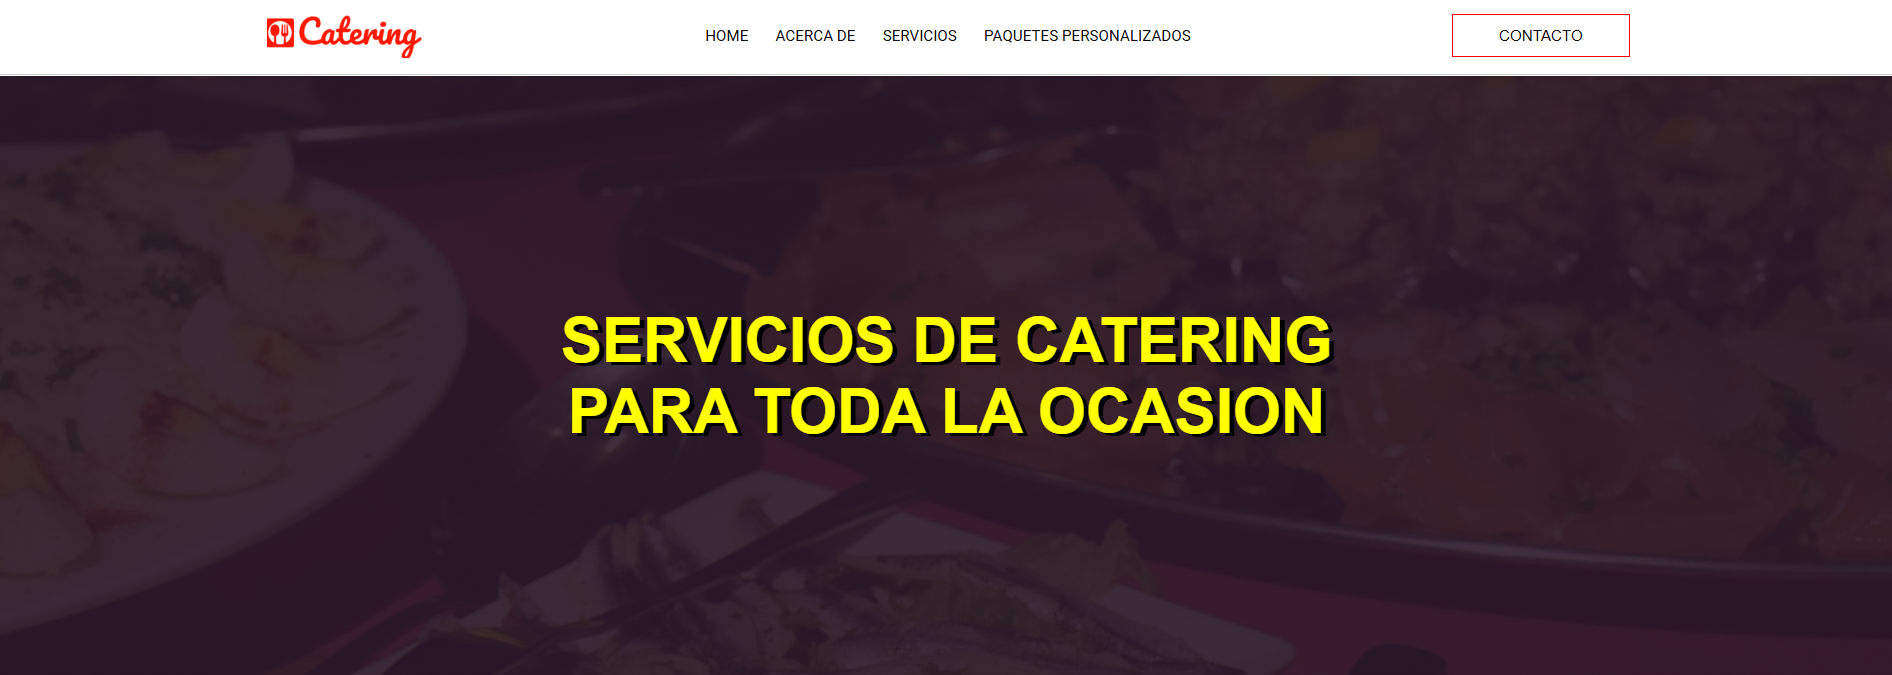 Catering
HOME ACERCA DE SERVICIOS PAQUETES PERSONALIZADOS
CONTACTO
SERVICIOS DE CATERING
PARA TODA LA OCASION